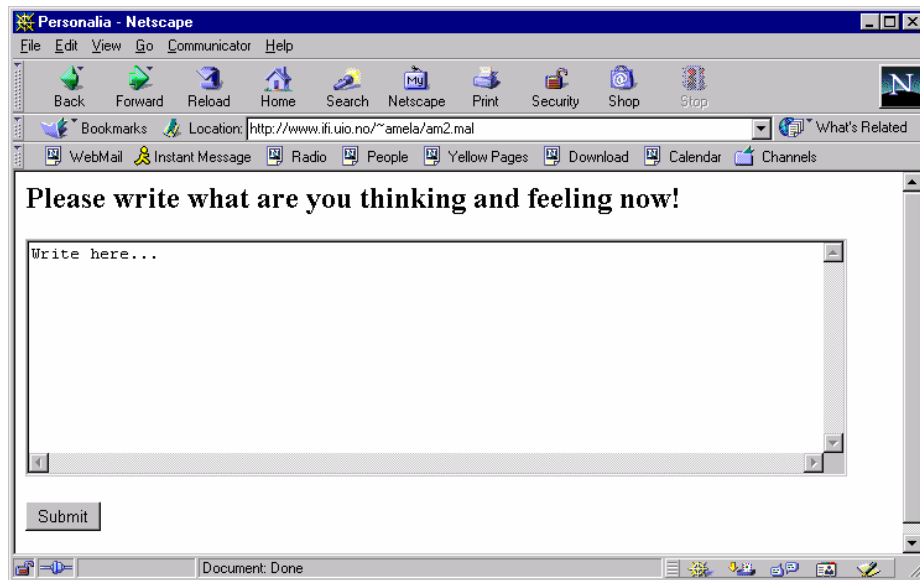 Personalia - Netscape
File Edit View Go Communicator Help
Back Forward Reload Home Search Netscape Print Security Shop Stop
Bookmarks Location: http://www.ifi.uio.no/~amela/am2.mal What's Related
WebMail Instant Message Radio People Yellow Pages Download Calendar Channels
Please write what are you thinking and feeling now!
Write here...
Submit
Document: Done